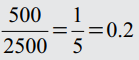 500/2500 = 1/5 = 0.2